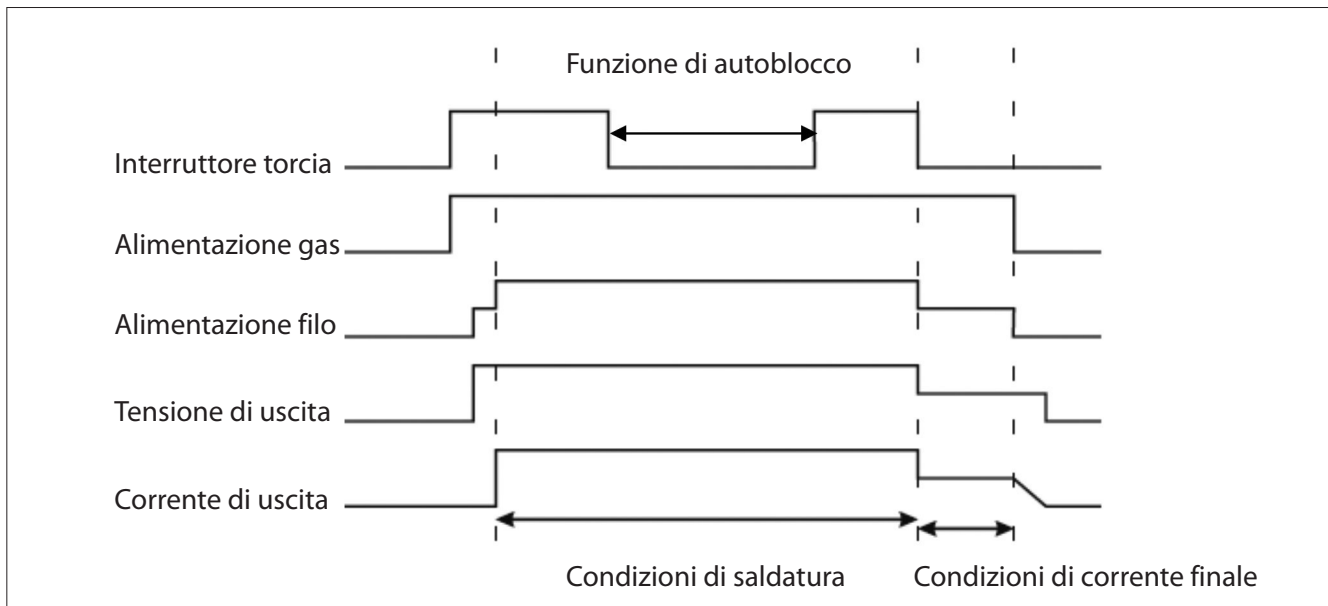 Funzione di autoblocco
Interruttore torcia
Alimentazione gas
Alimentazione filo
Tensione di uscita
Corrente di uscita
Condizioni di saldatura
Condizioni di corrente finale